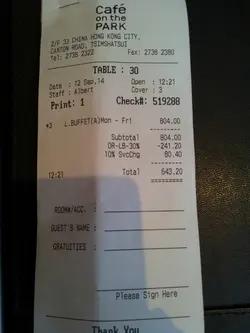 Café
on the
PARK
2/F 33 CHINA HONG KONG CITY,
CANTON ROAD, TSIMSHATSUI
Tel: 2736 2322 Fax: 2736 2380
TABLE : 30
Date : 12 Sep.14 Open : 12:21
Staff : Albert Cover : 3
Print: 1 Check#: 519288
*3 L.BUFFET(A)Mon - Fri 804.00
Subtotal 804.00
OR-LB-30% -241.20
10% SvcChg 80.40
12:21 Total 643.20
ROOM#/ACC. :
GUEST'S NAME :
GRATUITIES :
Please Sign Here
Thank You